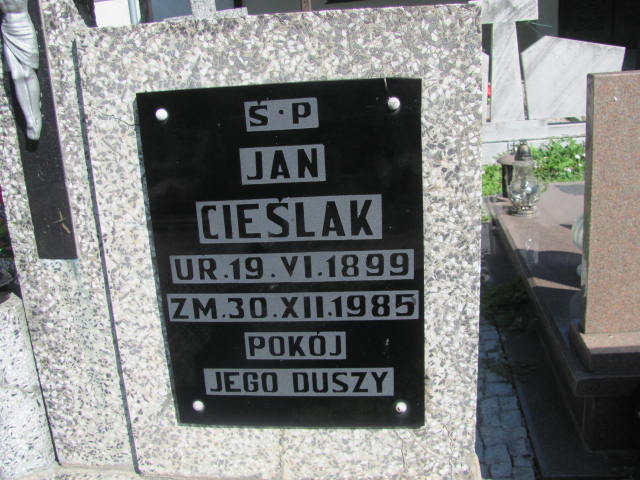 Ś·P
JAN
CIEŚLAK
UR.19.VI.1899
ZM.30.XII.1985
POKÓJ
JEGO DUSZY